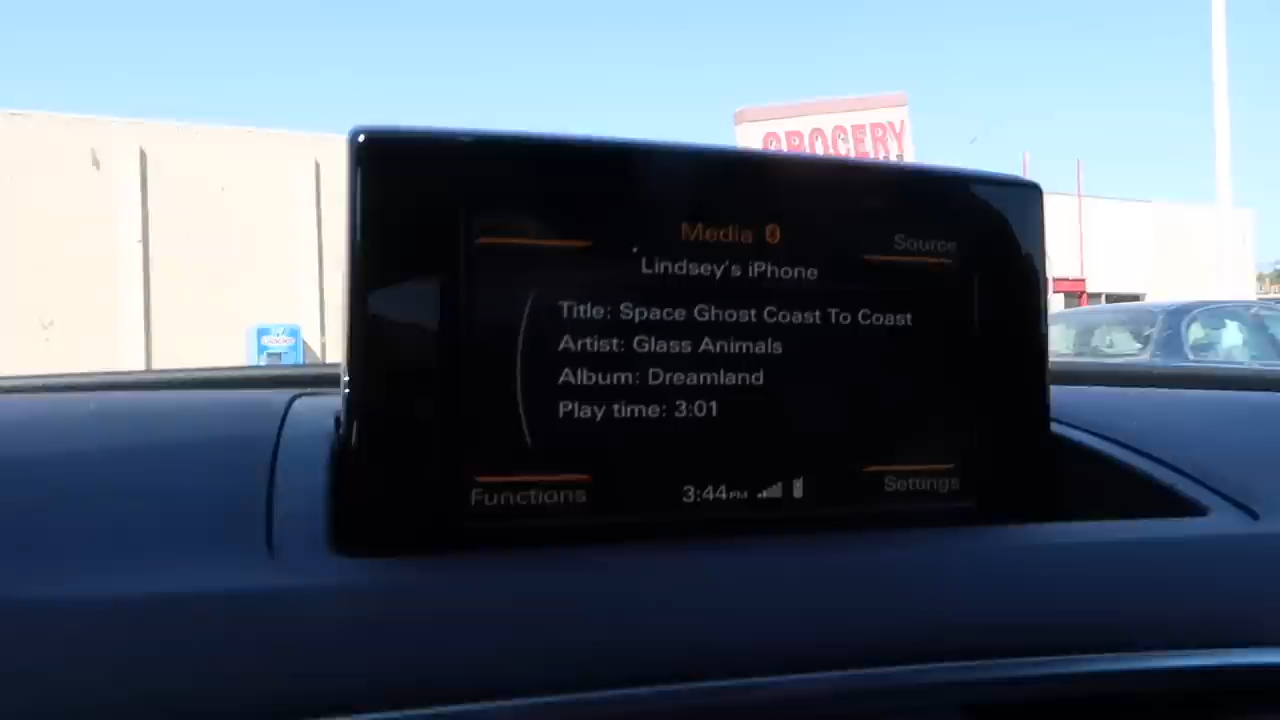 GROCERY
Media
Source
Lindsey's iPhone
Title: Space Ghost Coast To Coast
Artist: Glass Animals
Album: Dreamland
Play time: 3:01
Functions
3:44PM
Settings